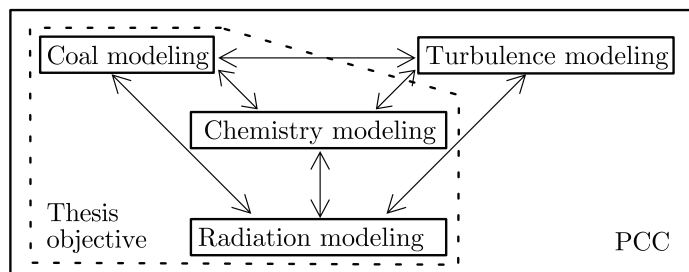 Coal modeling
Turbulence modeling
Chemistry modeling
Thesis
objective
Radiation modeling
PCC